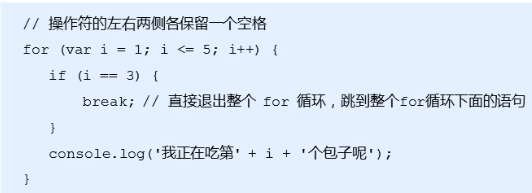 // 操作符的左右两侧各保留一个空格
for (var i = 1; i <= 5; i++) {
if (i == 3) {
break; // 直接退出整个 for 循环，跳到整个for循环下面的语句
}
console.log('我正在吃第' + i + '个包子呢');
}